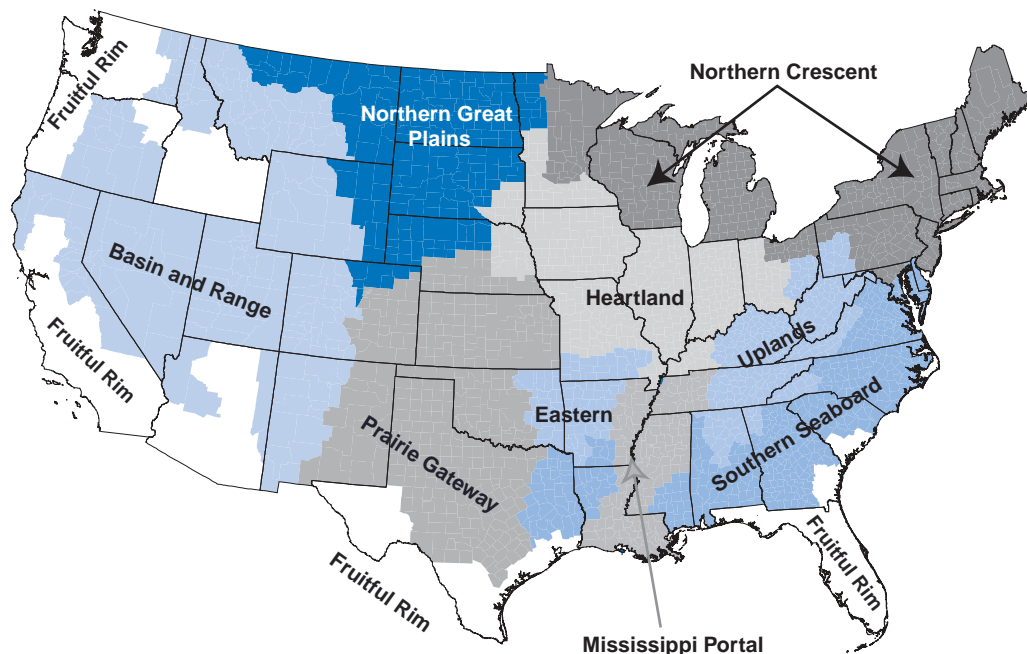 Fruitful Rim
Northern Crescent
Northern Great
Plains
Basin and Range
Heartland
Uplands
Fruitful Rim
Eastern
Southern Seaboard
Prairie Gateway
Fruitful Rim
Fruitful Rim
Mississippi Portal